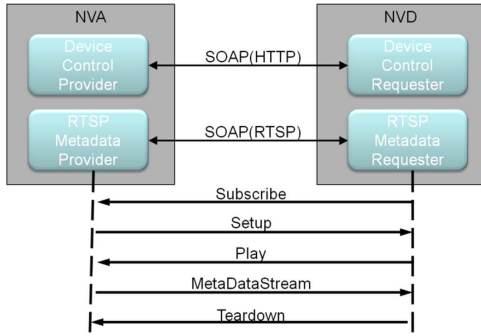 NVA
NVD
Device
Control
Provider
SOAP(HTTP)
Device
Control
Requester
RTSP
Metadata
Provider
SOAP(RTSP)
RTSP
Metadata
Requester
Subscribe
Setup
Play
MetaDataStream
Teardown